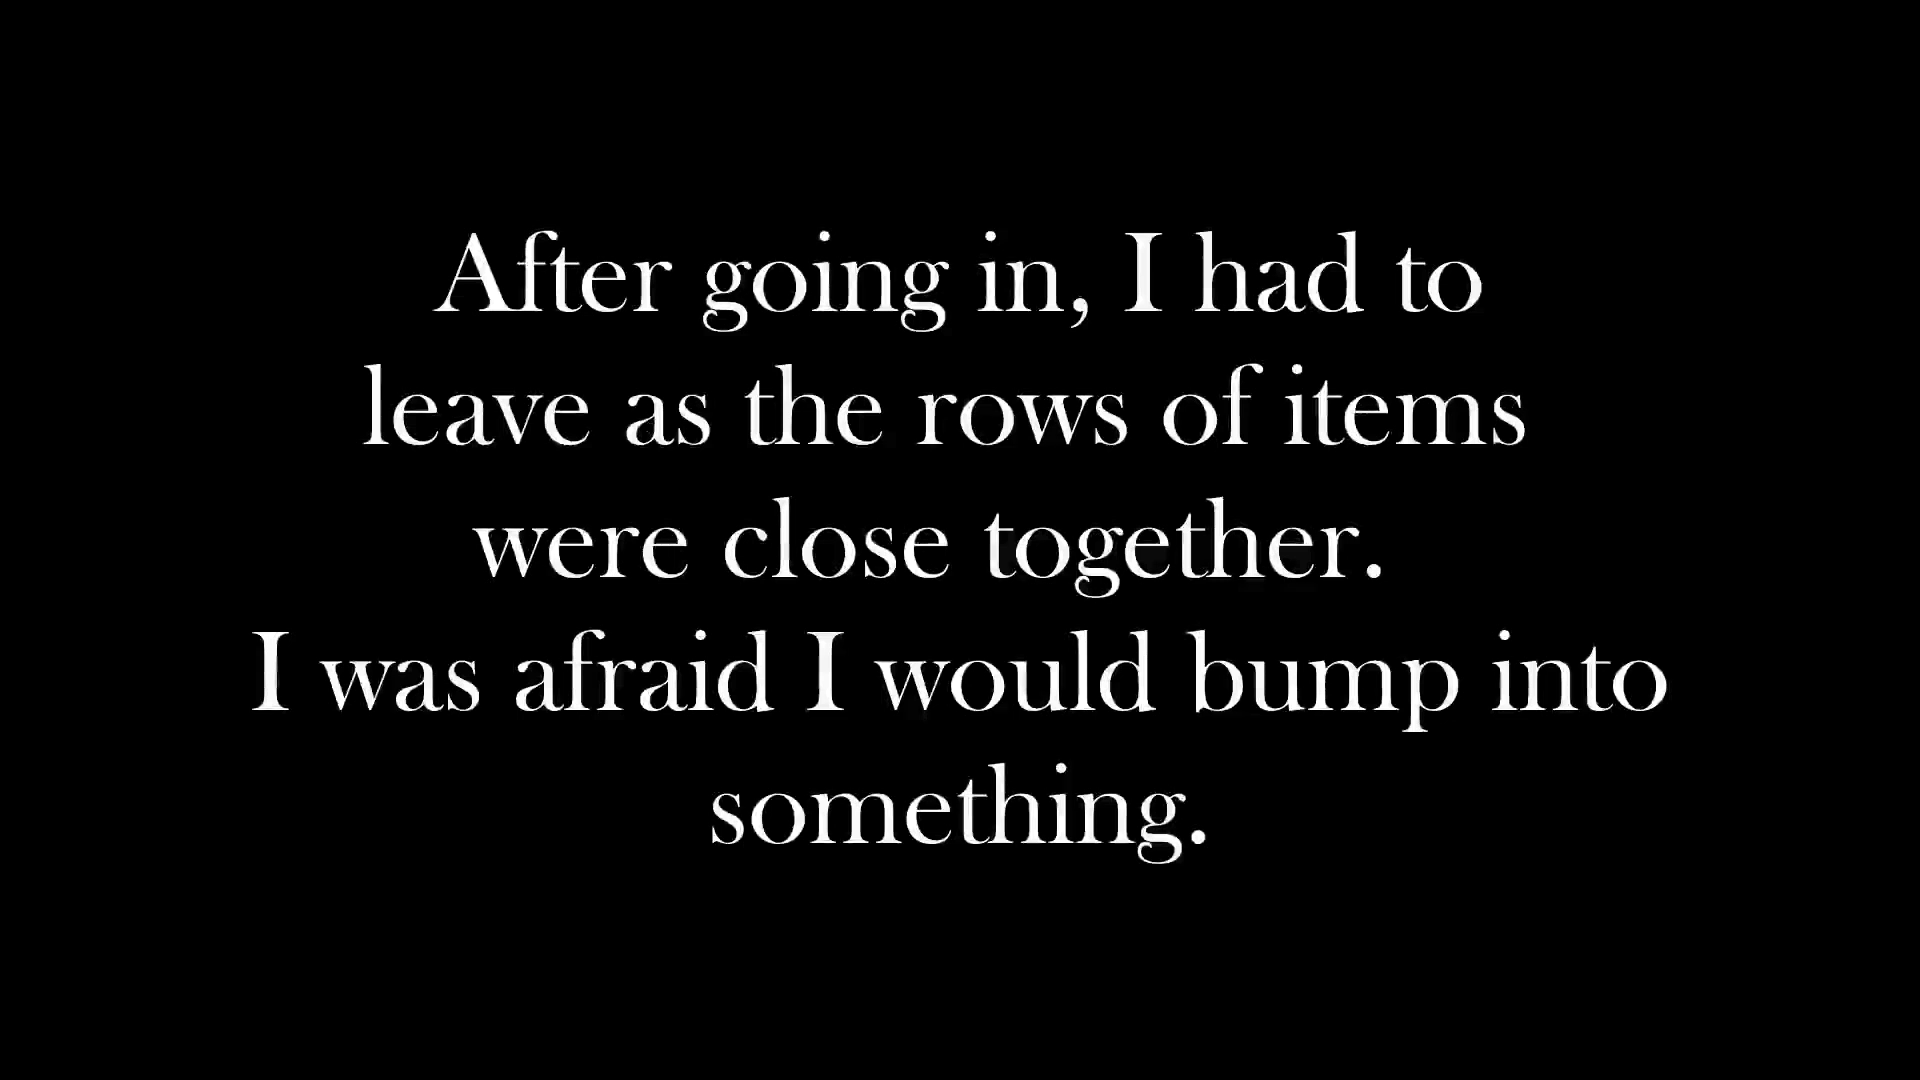 After going in, I had to
leave as the rows of items
were close together.
I was afraid I would bump into
something.